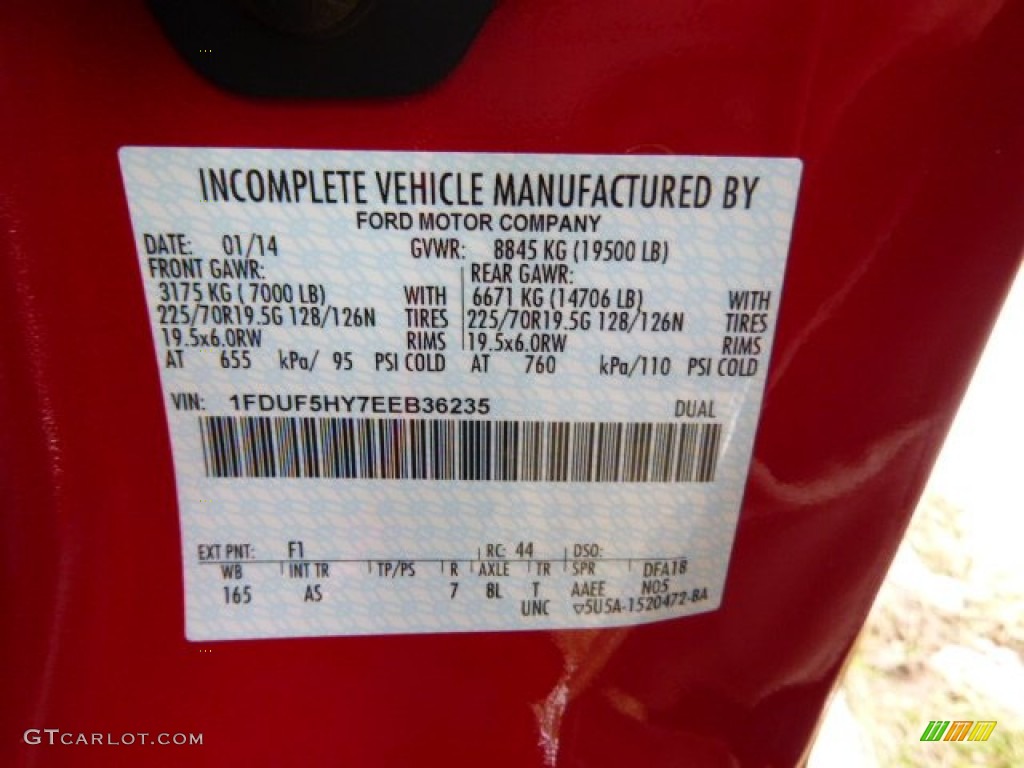 INCOMPLETE VEHICLE MANUFACTURED BY
FORD MOTOR COMPANY
DATE: 01/14 GVWR: 8845 KG (19500 LB)
FRONT GAWR: REAR GAWR:
3175 KG ( 7000 LB) WITH 6671 KG (14706 LB) WITH
225/70R19.5G 128/126N TIRES 225/70R19.5G 128/126N TIRES
19.5x6.0RW RIMS 19.5x6.0RW RIMS
AT 655 kPa/ 95 PSI COLD AT 760 kPa/110 PSI COLD
VIN: 1FDUF5HY7EEB36235 DUAL
EXT PNT: F1 RC: 44 DSO:
WB INT TR TP/PS R AXLE TR SPR DFA18
165 AS 7 8L T AAEE N05
UNC ▽5U5A-1520472-BA
GTCARLOT.COM